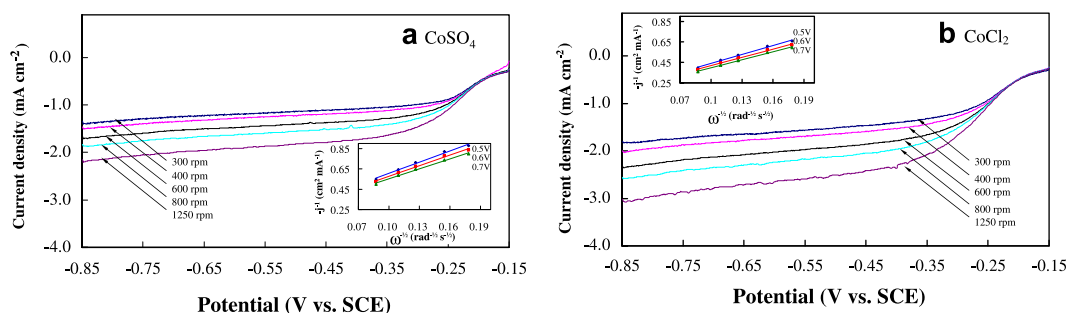 a CoSO4
0.0
-1.0
-2.0
-3.0
-4.0
Current density (mA cm-2)
300 rpm
400 rpm
600 rpm
800 rpm
1250 rpm
0.85
0.65
0.45
0.25
-j-1 (cm2 mA-1)
0.5V
0.6V
0.7V
0.07 0.10 0.13 0.16 0.19
ω-½ (rad-½ s-½)
-0.85 -0.75 -0.65 -0.55 -0.45 -0.35 -0.25 -0.15
Potential (V vs. SCE)
b CoCl2
0.0
-1.0
-2.0
-3.0
-4.0
Current density (mA cm-2)
0.85
0.65
0.45
0.25
-j-1 (cm2 mA-1)
0.5V
0.6V
0.7V
0.07 0.1 0.13 0.16 0.19
ω-½ (rad-½ s-½)
300 rpm
400 rpm
600 rpm
800 rpm
1250 rpm
-0.85 -0.75 -0.65 -0.55 -0.45 -0.35 -0.25 -0.15
Potential (V vs. SCE)